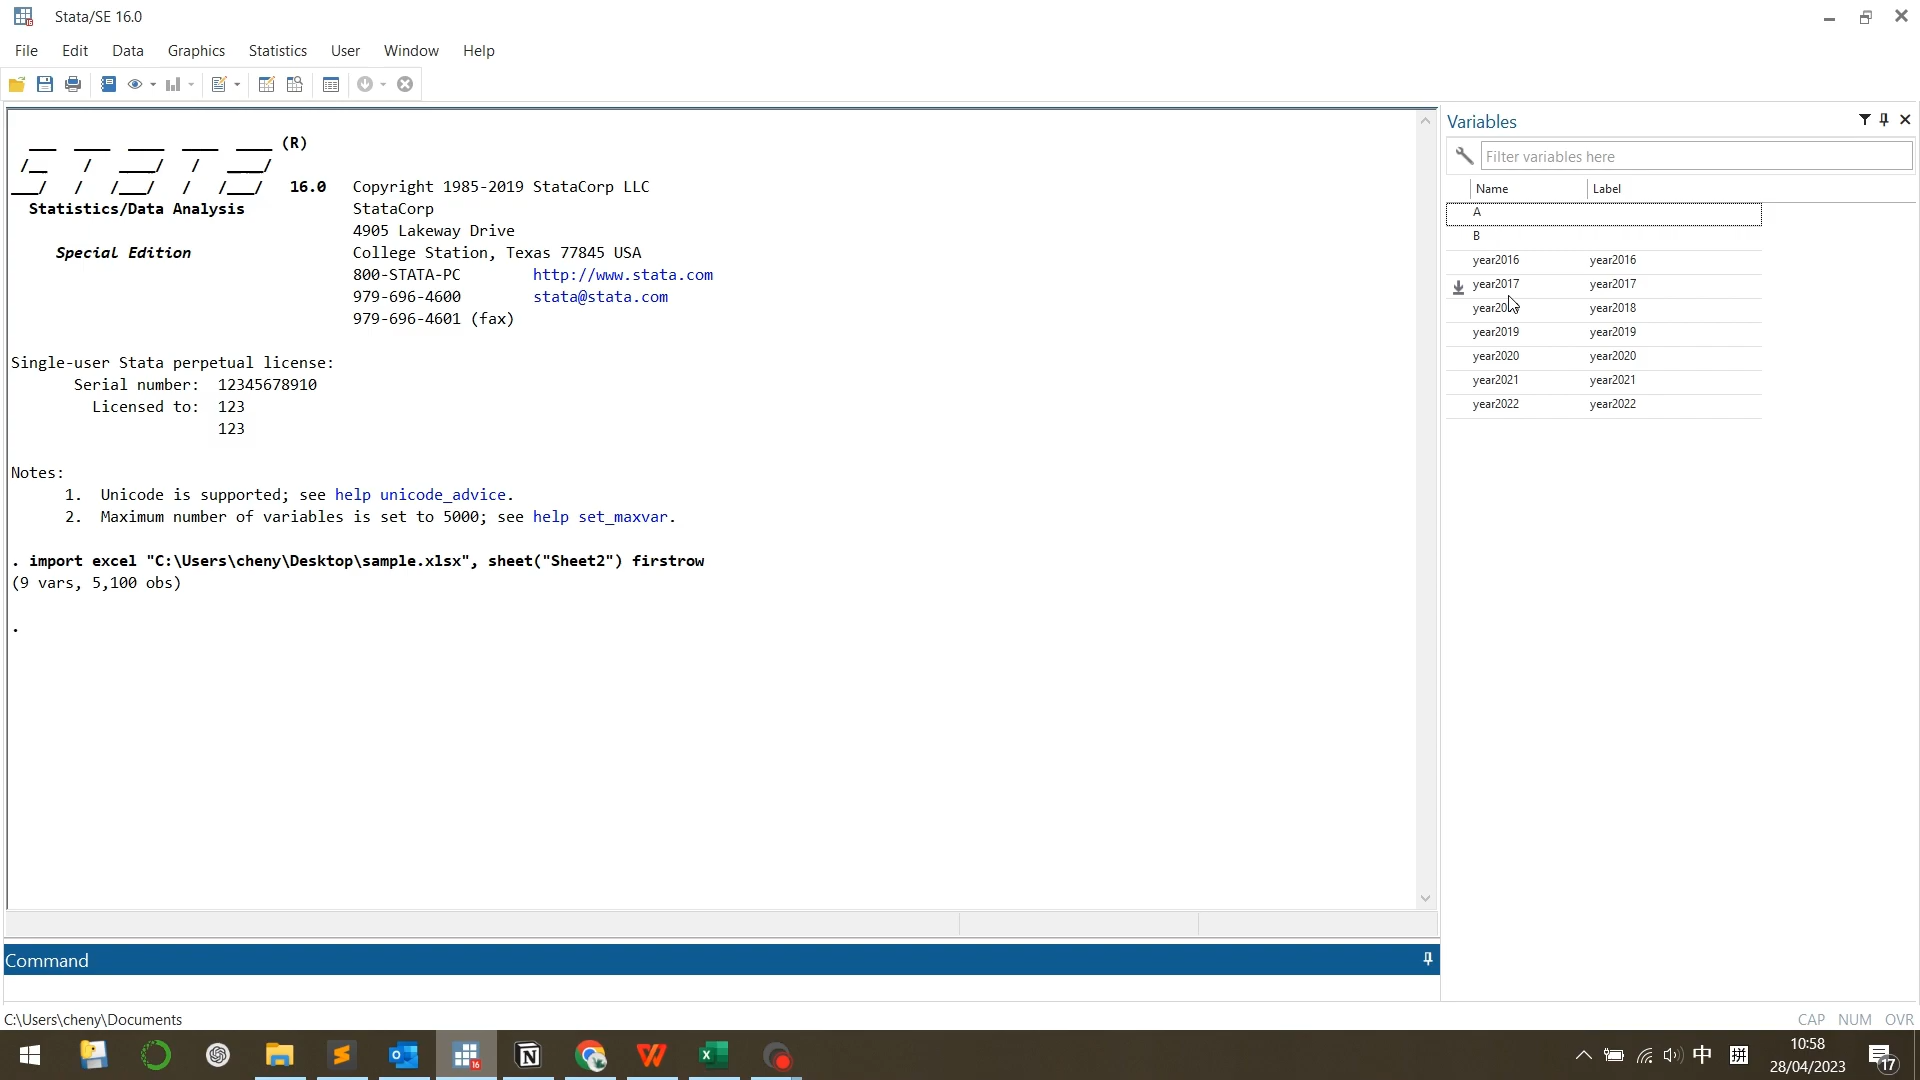 Stata/SE 16.0
File Edit Data Graphics Statistics User Window Help
(R)
16.0 Copyright 1985-2019 StataCorp LLC
Statistics/Data Analysis StataCorp
4905 Lakeway Drive
Special Edition College Station, Texas 77845 USA
800-STATA-PC http://www.stata.com
979-696-4600 stata@stata.com
979-696-4601 (fax)
Single-user Stata perpetual license:
Serial number: 12345678910
Licensed to: 123
123
Notes:
1. Unicode is supported; see help unicode_advice.
2. Maximum number of variables is set to 5000; see help set_maxvar.
. import excel "C:\Users\cheny\Desktop\sample.xlsx", sheet("Sheet2") firstrow
(9 vars, 5,100 obs)
.
Command
Variables
Filter variables here
Name Label
A
B
year2016 year2016
year2017 year2017
year2018
year2019 year2019
year2020 year2020
year2021 year2021
year2022 year2022
C:\Users\cheny\Documents
CAP NUM OVR
中 拼 10:58
28/04/2023
17